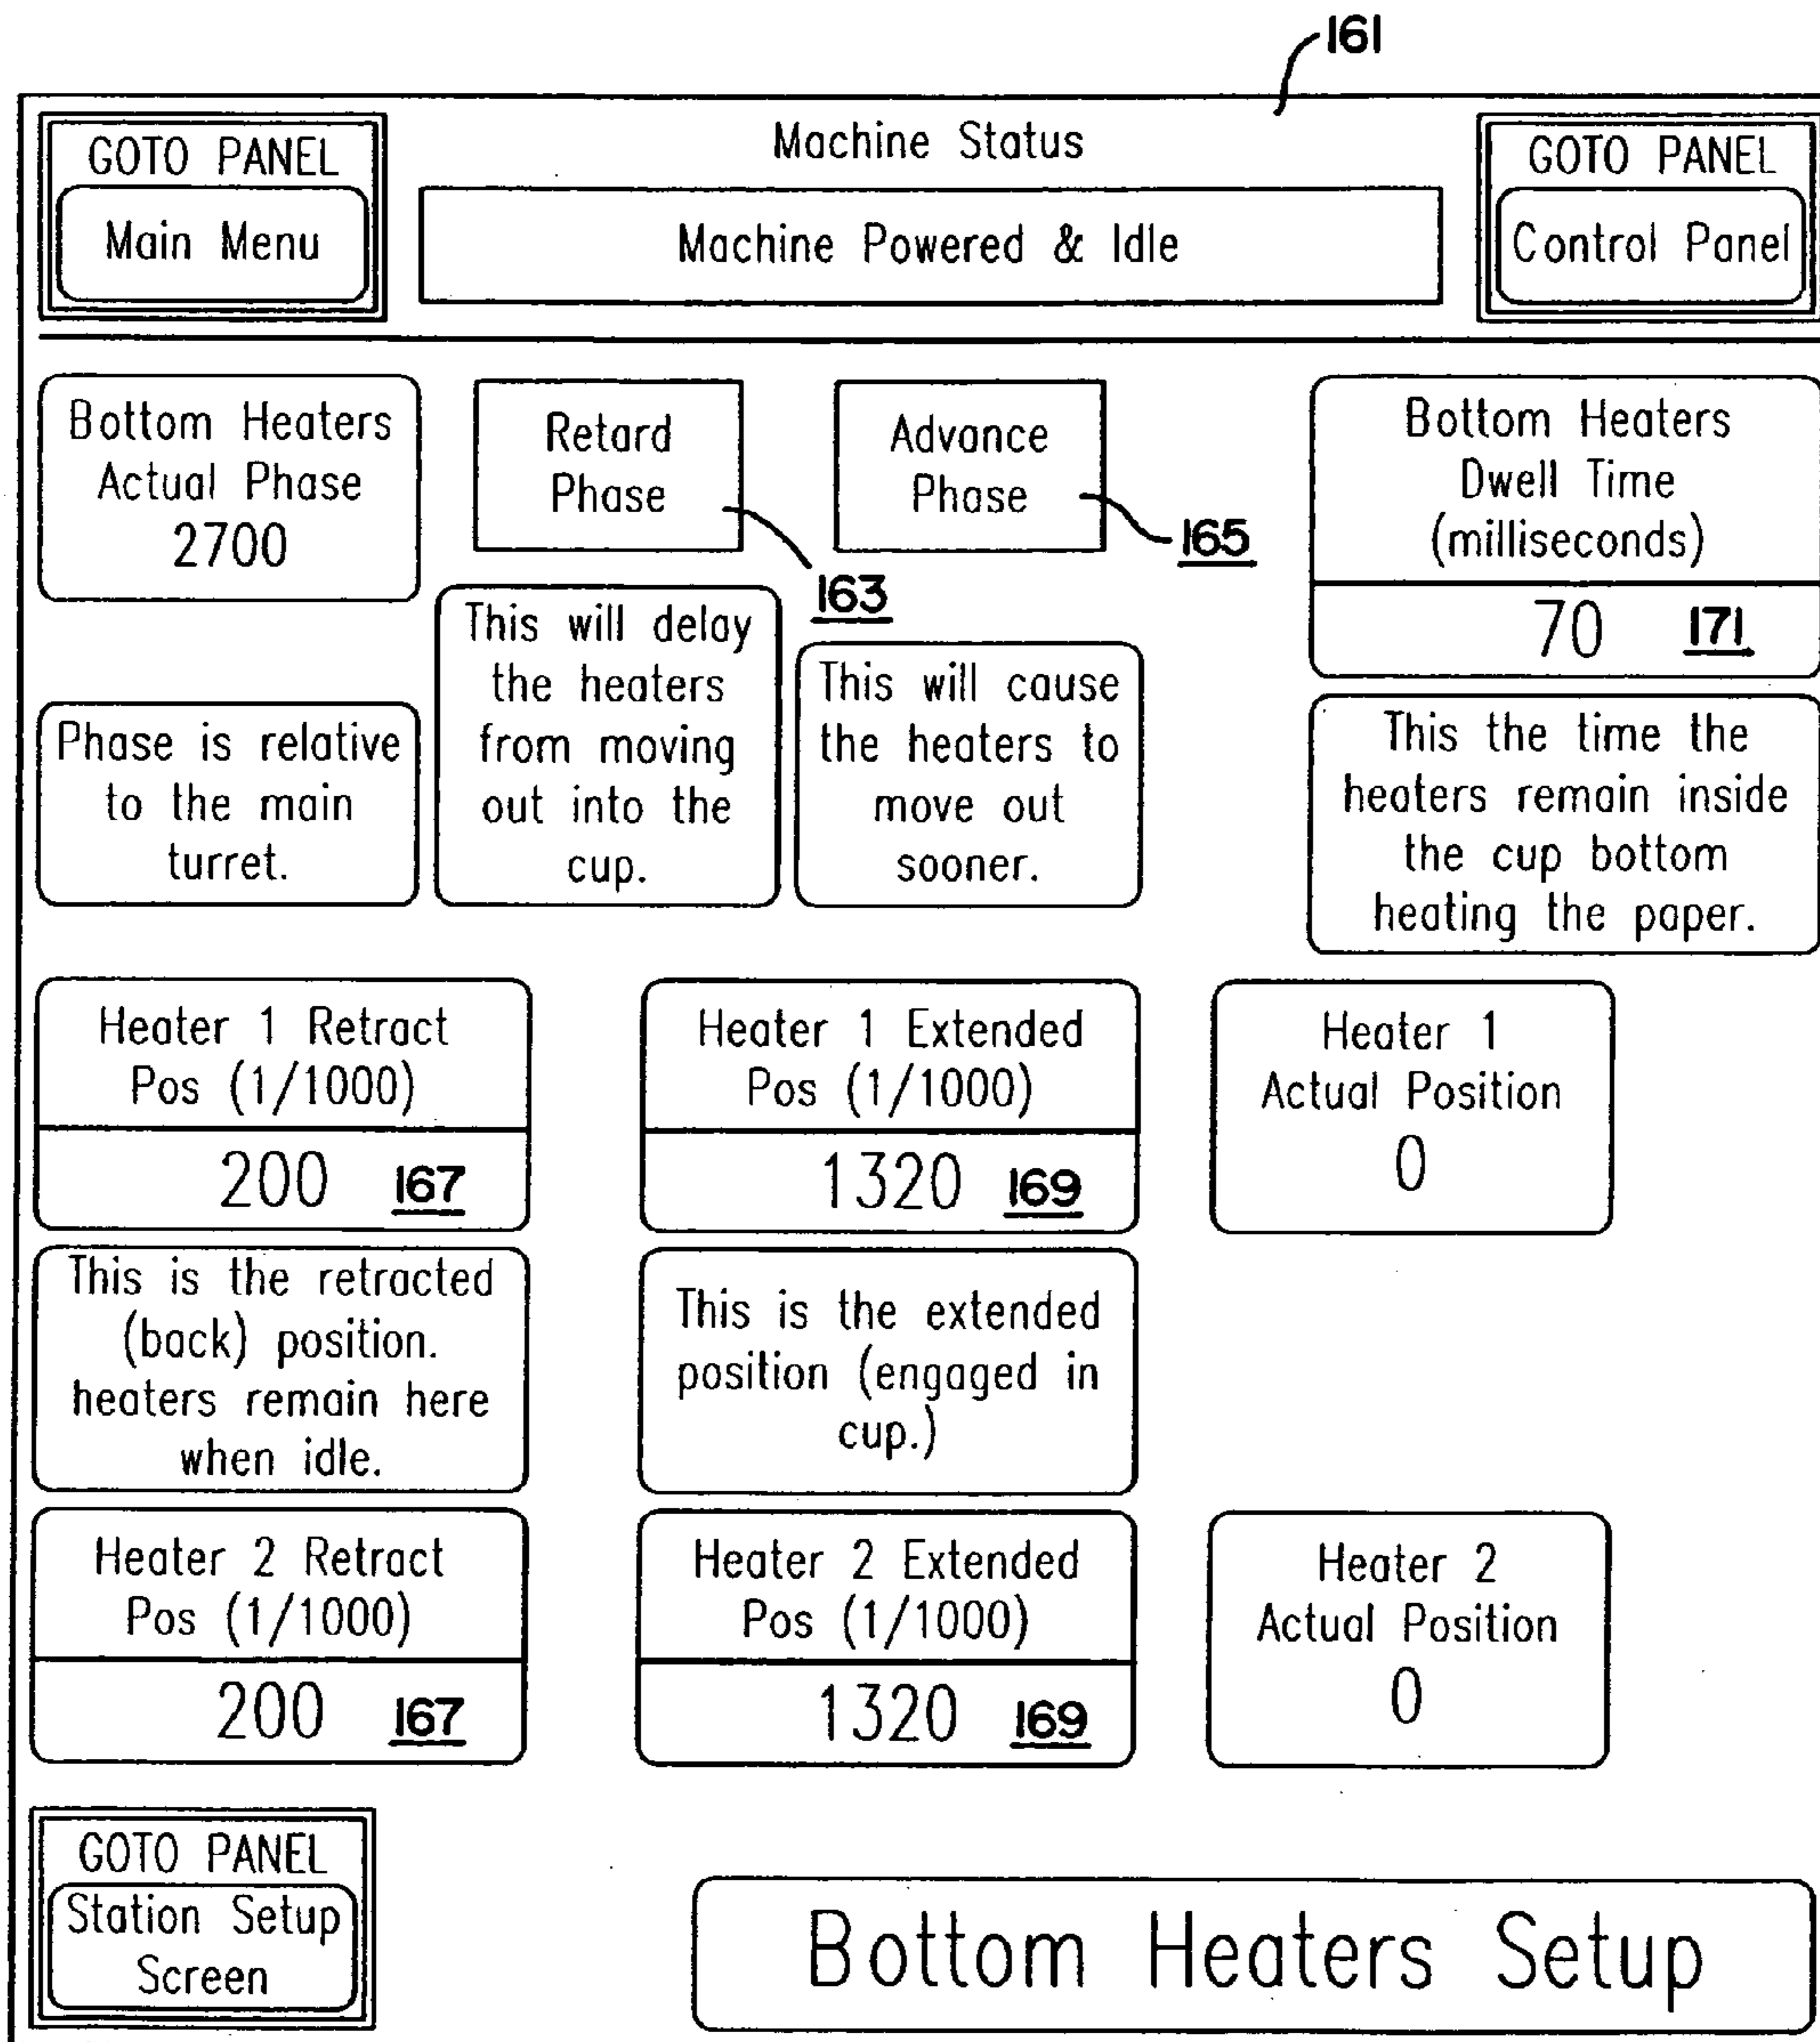 161
GOTO PANEL
Main Menu
Machine Status
Machine Powered & Idle
GOTO PANEL
Control Panel
Bottom Heaters
Actual Phase
2700
Retard
Phase
163
Advance
Phase
165
Bottom Heaters
Dwell Time
(milliseconds)
70 171
Phase is relative
to the main
turret.
This will delay
the heaters
from moving
out into the
cup.
This will cause
the heaters to
move out
sooner.
This the time the
heaters remain inside
the cup bottom
heating the paper.
Heater 1 Retract
Pos (1/1000)
200 167
Heater 1 Extended
Pos (1/1000)
1320 169
Heater 1
Actual Position
0
This is the retracted
(back) position.
heaters remain here
when idle.
This is the extended
position (engaged in
cup.)
Heater 2 Retract
Pos (1/1000)
200 167
Heater 2 Extended
Pos (1/1000)
1320 169
Heater 2
Actual Position
0
GOTO PANEL
Station Setup
Screen
Bottom Heaters Setup